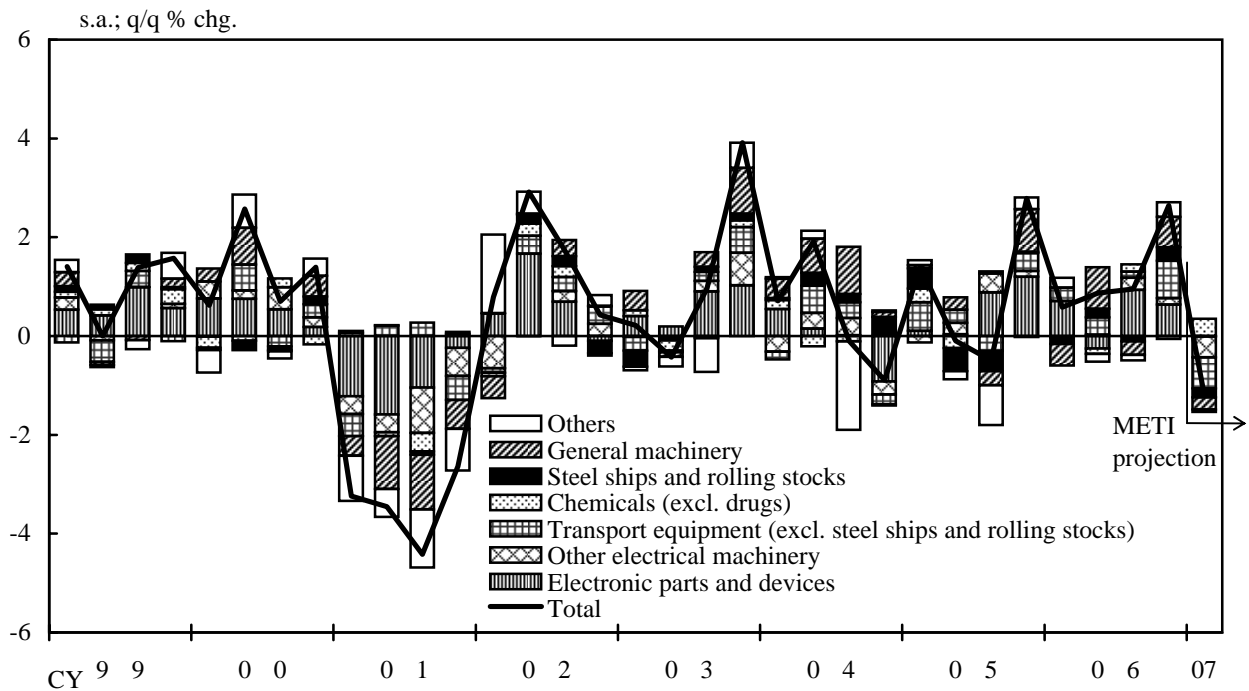 s.a.; q/q % chg.
6
4
2
0
-2
-4
-6
Others
General machinery
Steel ships and rolling stocks
Chemicals (excl. drugs)
Transport equipment (excl. steel ships and rolling stocks)
Other electrical machinery
Electronic parts and devices
Total
METI
projection
CY 9 9 0 0 0 1 0 2 0 3 0 4 0 5 0 6 07